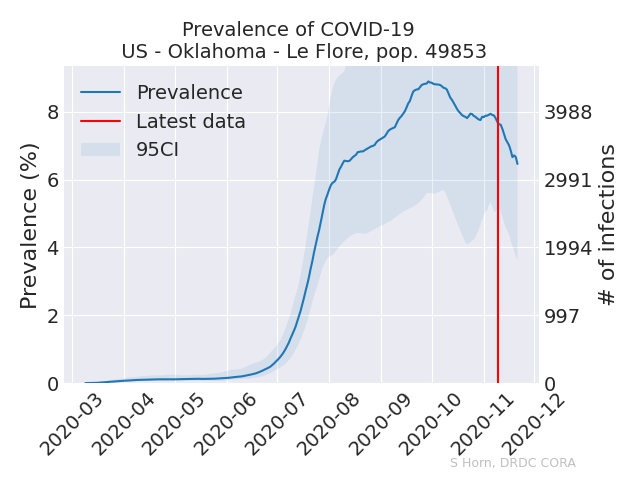 Prevalence of COVID-19
US - Oklahoma - Le Flore, pop. 49853
Prevalence
Latest data
95CI
Prevalence (%)
8
6
4
2
0
# of infections
3988
2991
1994
997
0
2020-03
2020-04
2020-05
2020-06
2020-07
2020-08
2020-09
2020-10
2020-11
2020-12
S Horn, DRDC CORA